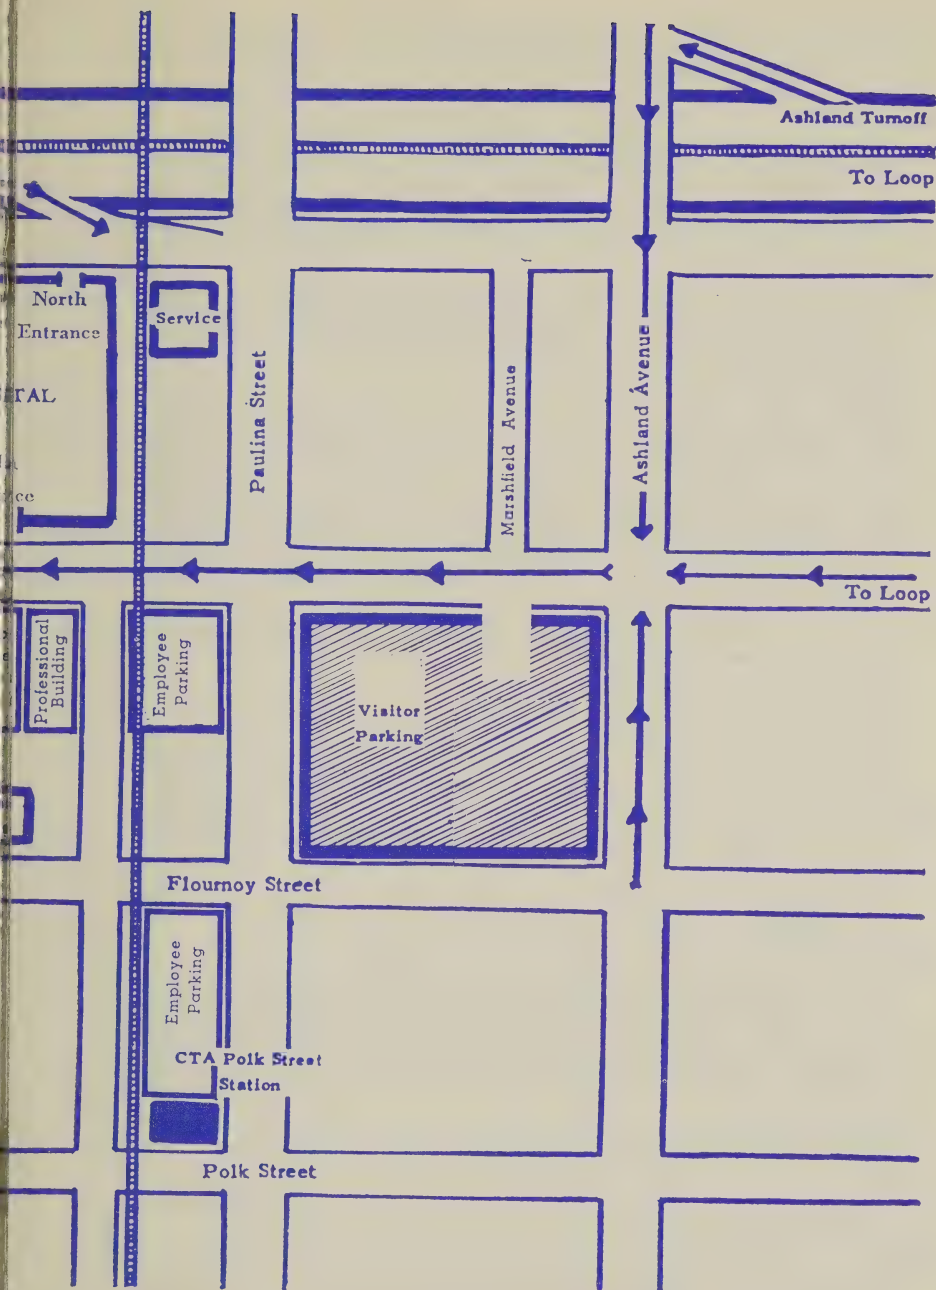 Ashland Turnoff
To Loop
North
Entrance
Service
Paulina Street
Marshfield Avenue
Ashland Avenue
To Loop
Professional
Building
Employee
Parking
Visitor
Parking
Flournoy Street
Employee
Parking
CTA Polk Street
Station
Polk Street